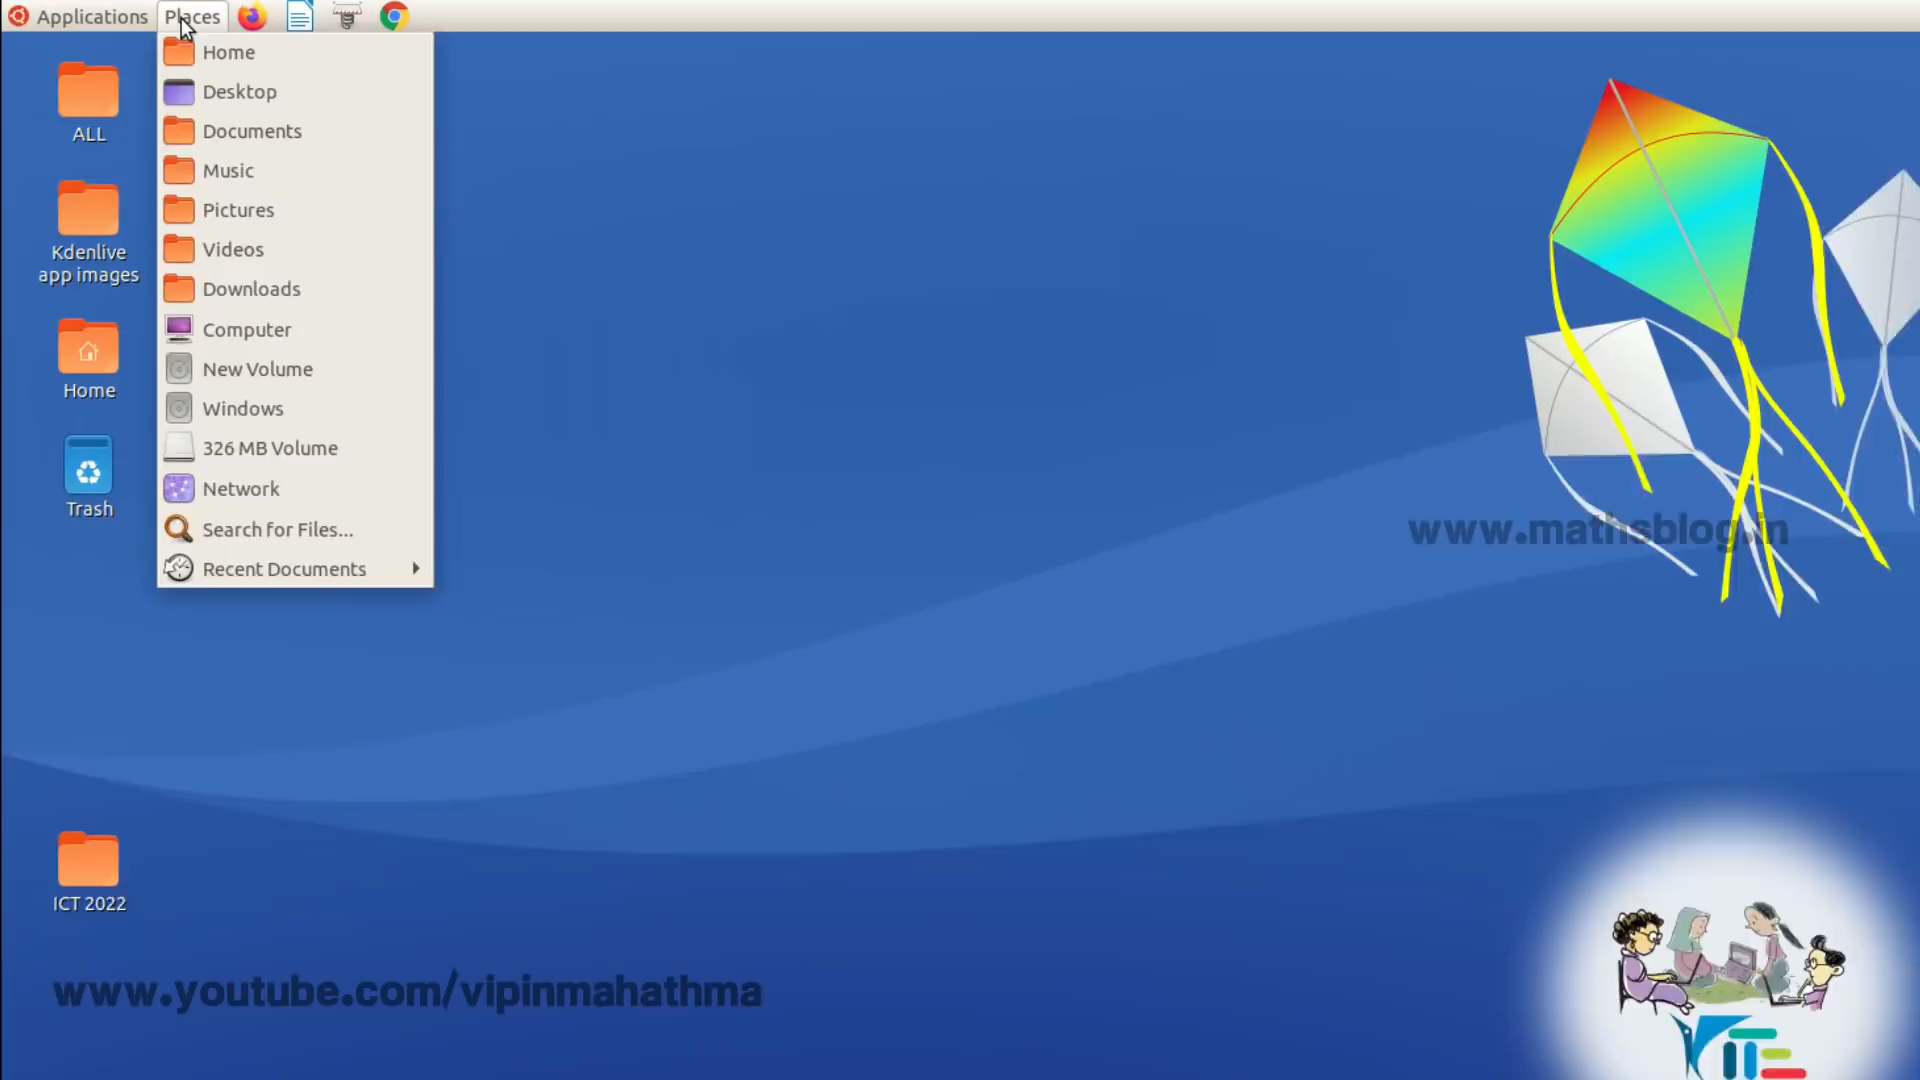 Applications Places
Home
Desktop
Documents
Music
Pictures
Videos
Downloads
Computer
New Volume
Windows
326 MB Volume
Network
Search for Files...
Recent Documents
ALL
Kdenlive
app images
Home
Trash
ICT 2022
www.mathsblog.in
www.youtube.com/vipinmahathma